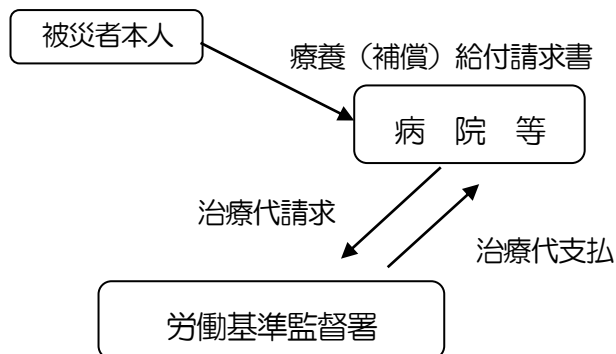 被災者本人
療養（補償）給付請求書
病　院　等
治療代請求
治療代支払
労働基準監督署